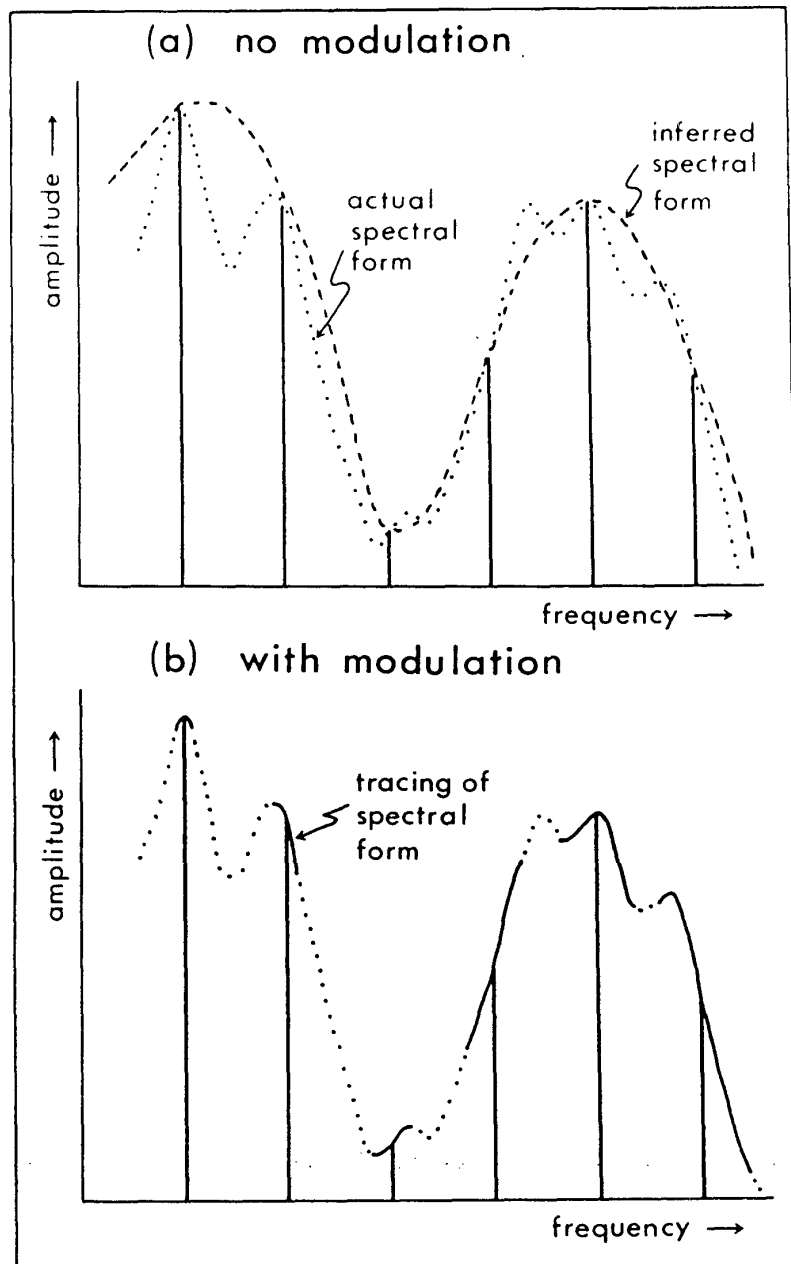 (a) no modulation
inferred
spectral
form
actual
spectral
form
amplitude →
frequency →
(b) with modulation
tracing of
spectral
form
amplitude →
frequency →